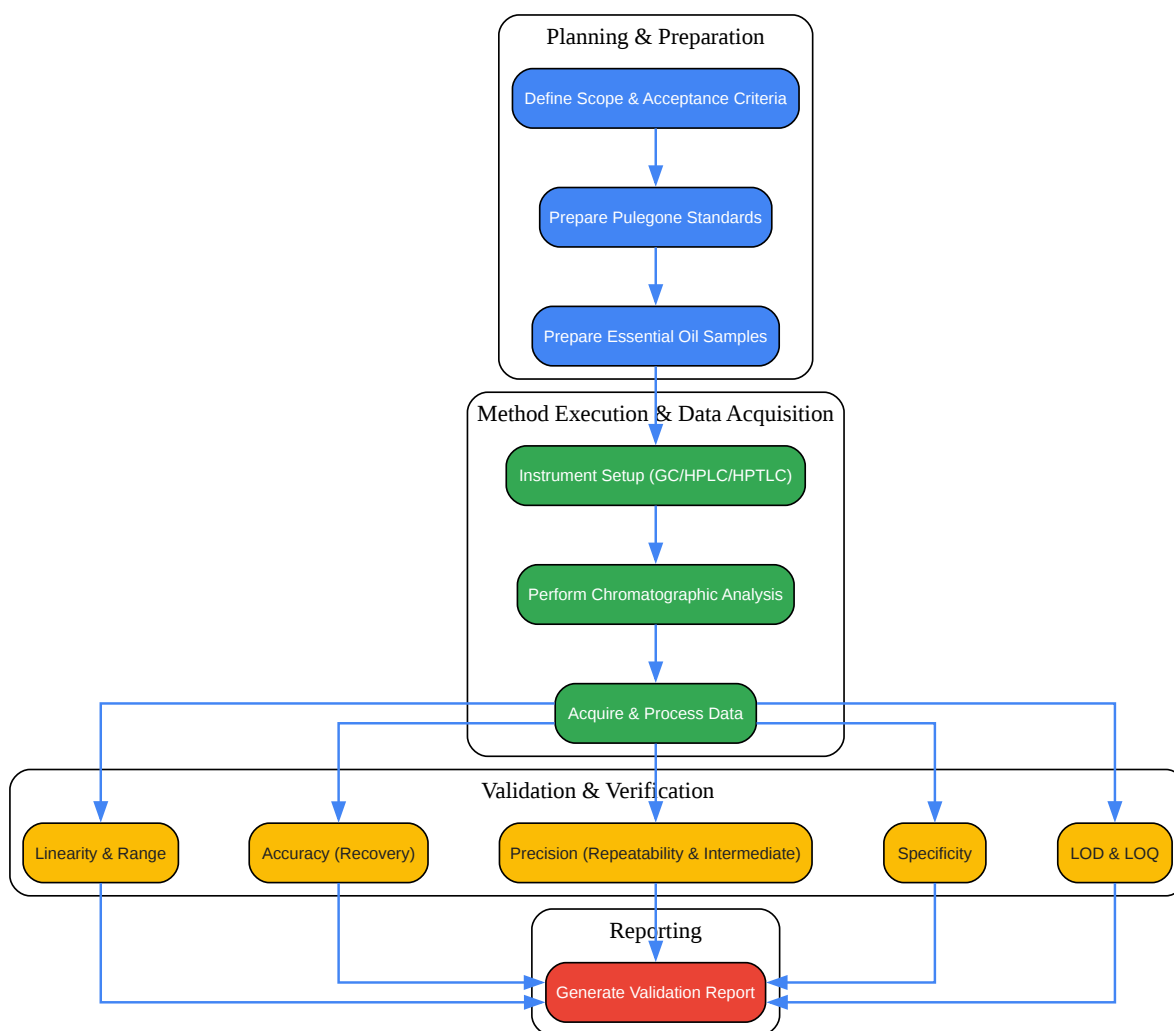 Planning & Preparation
Define Scope & Acceptance Criteria
Prepare Pulegone Standards
Prepare Essential Oil Samples
Method Execution & Data Acquisition
Instrument Setup (GC/HPLC/HPTLC)
Perform Chromatographic Analysis
Acquire & Process Data
Validation & Verification
Linearity & Range
Accuracy (Recovery)
Precision (Repeatability & Intermediate)
Specificity
LOD & LOQ
Reporting
Generate Validation Report